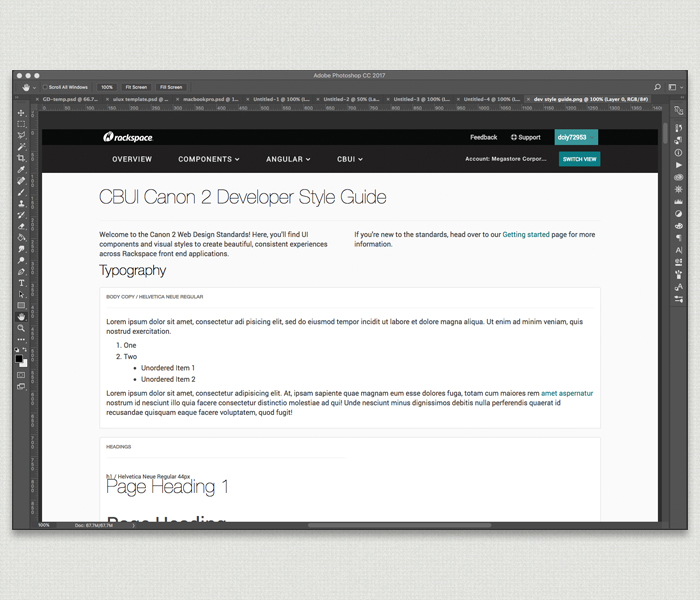 Adobe Photoshop CC 2017
Scroll All Windows 100% Fit Screen Fit Screen
GD-temp.psd @ 66.7... uius template.psd ... macbookpro.psd @ 1... Untitled-1 @ 100% (L... Untitled-2 @ 50% (La... Untitled-3 @ 100% (L... Untitled-4 @ 100% (L... dev style guide.png @ 100% (Layer 0, RGB/8#)
rackspace
Feedback Support doly72953
OVERVIEW COMPONENTS ANGULAR CBUI Account: Megastore Corpor... SWITCH VIEW
CBUI Canon 2 Developer Style Guide
Welcome to the Canon 2 Web Design Standards! Here, you'll find UI
components and visual styles to create beautiful, consistent experiences
across Rackspace front end applications.
If you're new to the standards, head over to our Getting started page for more
information.
Typography
BODY COPY / HELVETICA NEUE REGULAR
Lorem ipsum dolor sit amet, consectetur adi pisicing elit, sed do eiusmod tempor incidid ut labore et dolore magna aliqua. Ut enim ad minim veniam, quis
nostrud exercitation.
1. One
2. Two
• Unordered Item 1
• Unordered Item 2
Lorem ipsum dolor sit amet, consectetur adipisicing elit. At, ipsam sapiente quae magnam eum esse dolores fuga, totam cum maiores rem amet aspernatur
nostrum id nesciunt illo quia facere consectetur distinctio molestiae ad qui! Unde nesciunt minus dignissimos debitis nulla perferendis quaerat id
recusandae quisquam eaque facere voluptatem, quod fugit!
HEADINGS
h1 / Helvetica Neue Regular 44px
Page Heading 1
Page Heading
100% Doc: 67.7M/67.7M